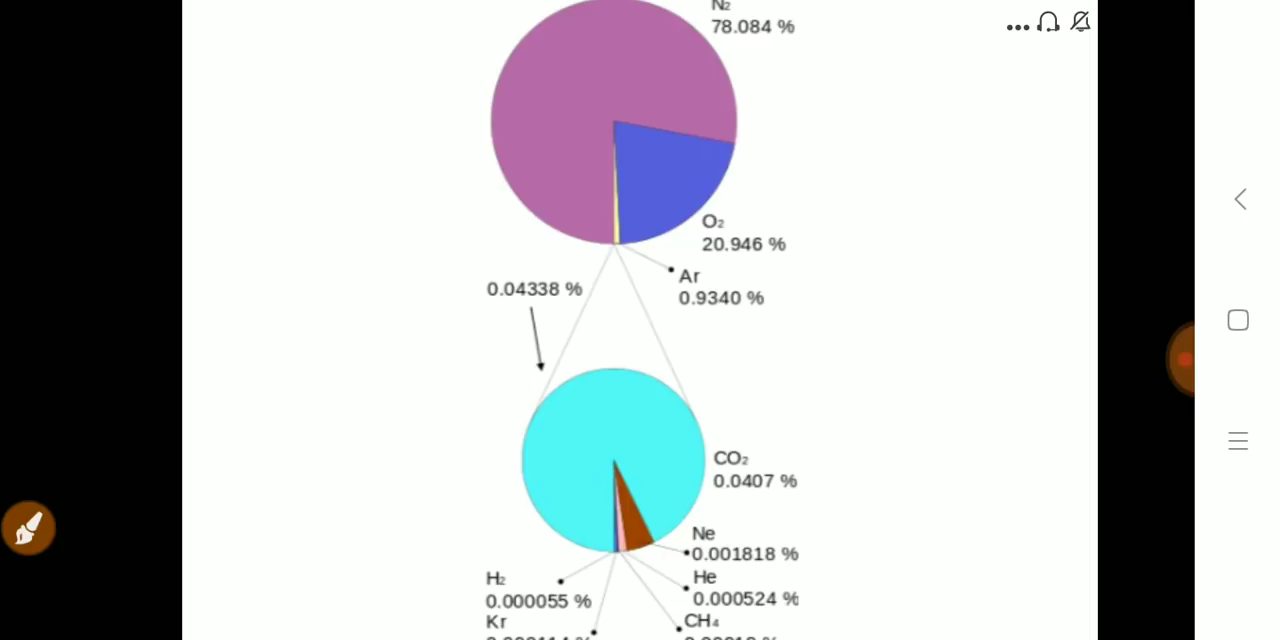 N₂
78.084 %
O₂
20.946 %
Ar
0.9340 %
0.04338 %
CO₂
0.0407 %
Ne
0.001818 %
He
0.000524 %
H₂
0.000055 %
Kr
CH₄